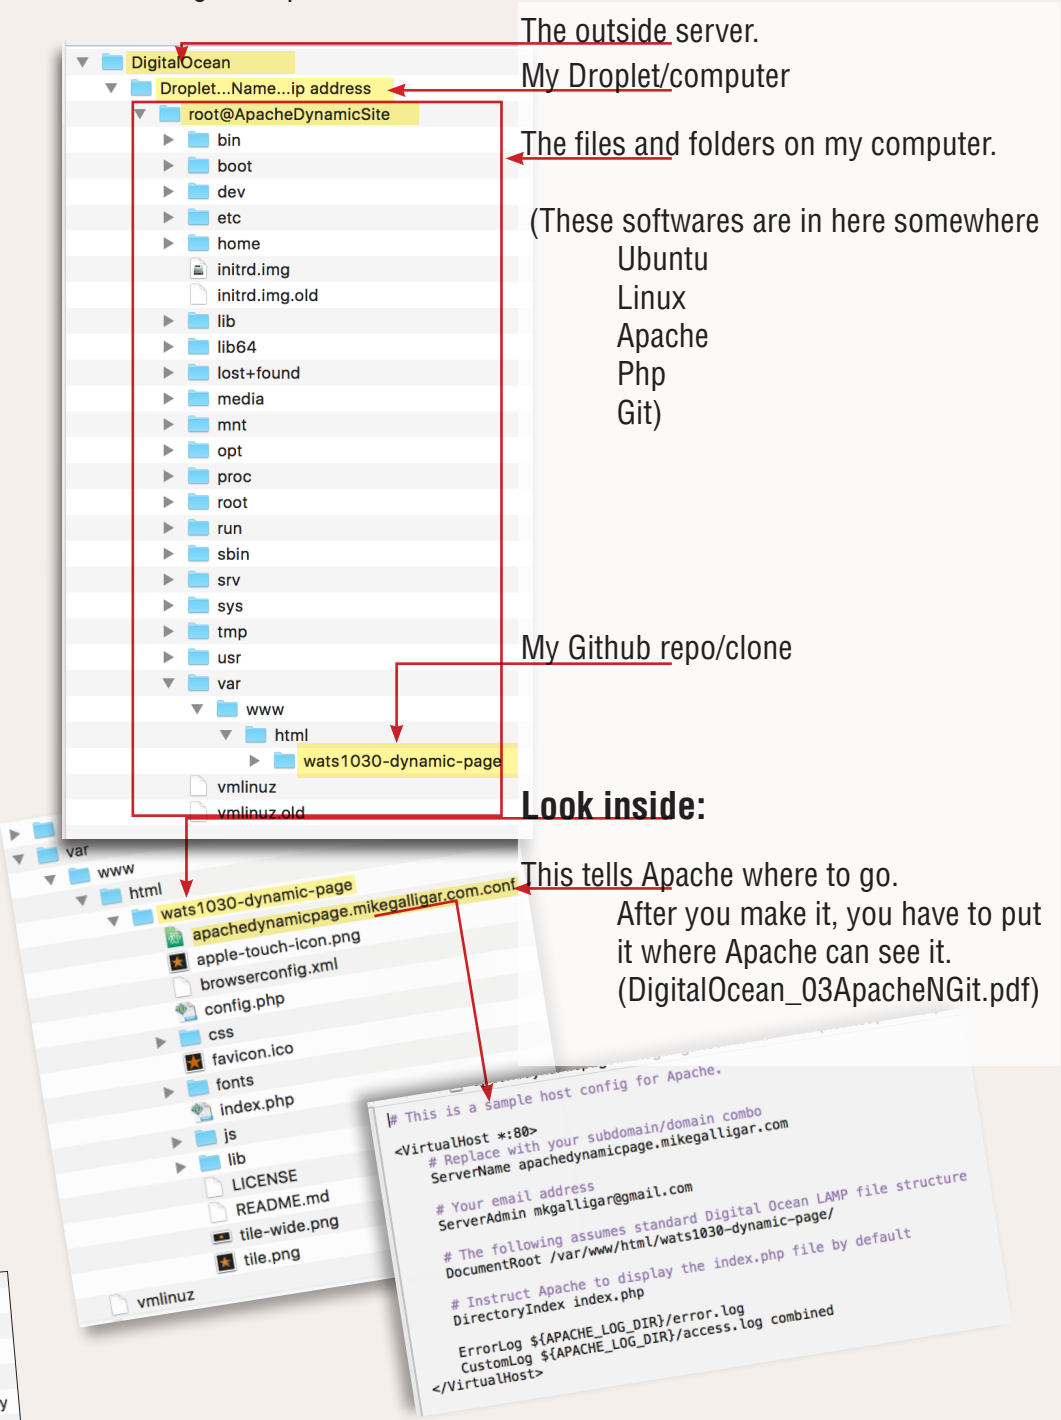 The outside server.
DigitalOcean
My Droplet/computer
Droplet...Name...ip address
root@ApacheDynamicSite
The files and folders on my computer.
bin
boot
dev
etc
home
initrd.img
initrd.img.old
lib
lib64
lost+found
media
mnt
opt
proc
root
run
sbin
srv
sys
tmp
usr
var
www
html
wats1030-dynamic-page
vmlinuz
vmlinuz.old
(These softwares are in here somewhere
Ubuntu
Linux
Apache
Php
Git)
My Github repo/clone
Look inside:
This tells Apache where to go.
After you make it, you have to put
it where Apache can see it.
(DigitalOcean_03ApacheNGit.pdf)
var
www
html
wats1030-dynamic-page
apachedynamicpage.mikegalligar.com.conf
apple-touch-icon.png
browserconfig.xml
config.php
css
favicon.ico
fonts
index.php
js
lib
LICENSE
README.md
tile-wide.png
tile.png
vmlinuz
# This is a sample host config for Apache.
<VirtualHost *:80>
# Replace with your subdomain/domain combo
ServerName apachedynamicpage.mikegalligar.com
# Your email address
ServerAdmin mkgalligar@gmail.com
# The following assumes standard Digital Ocean LAMP file structure
DocumentRoot /var/www/html/wats1030-dynamic-page/
# Instruct Apache to display the index.php file by default
DirectoryIndex index.php
ErrorLog ${APACHE_LOG_DIR}/error.log
CustomLog ${APACHE_LOG_DIR}/access.log combined
</VirtualHost>
y